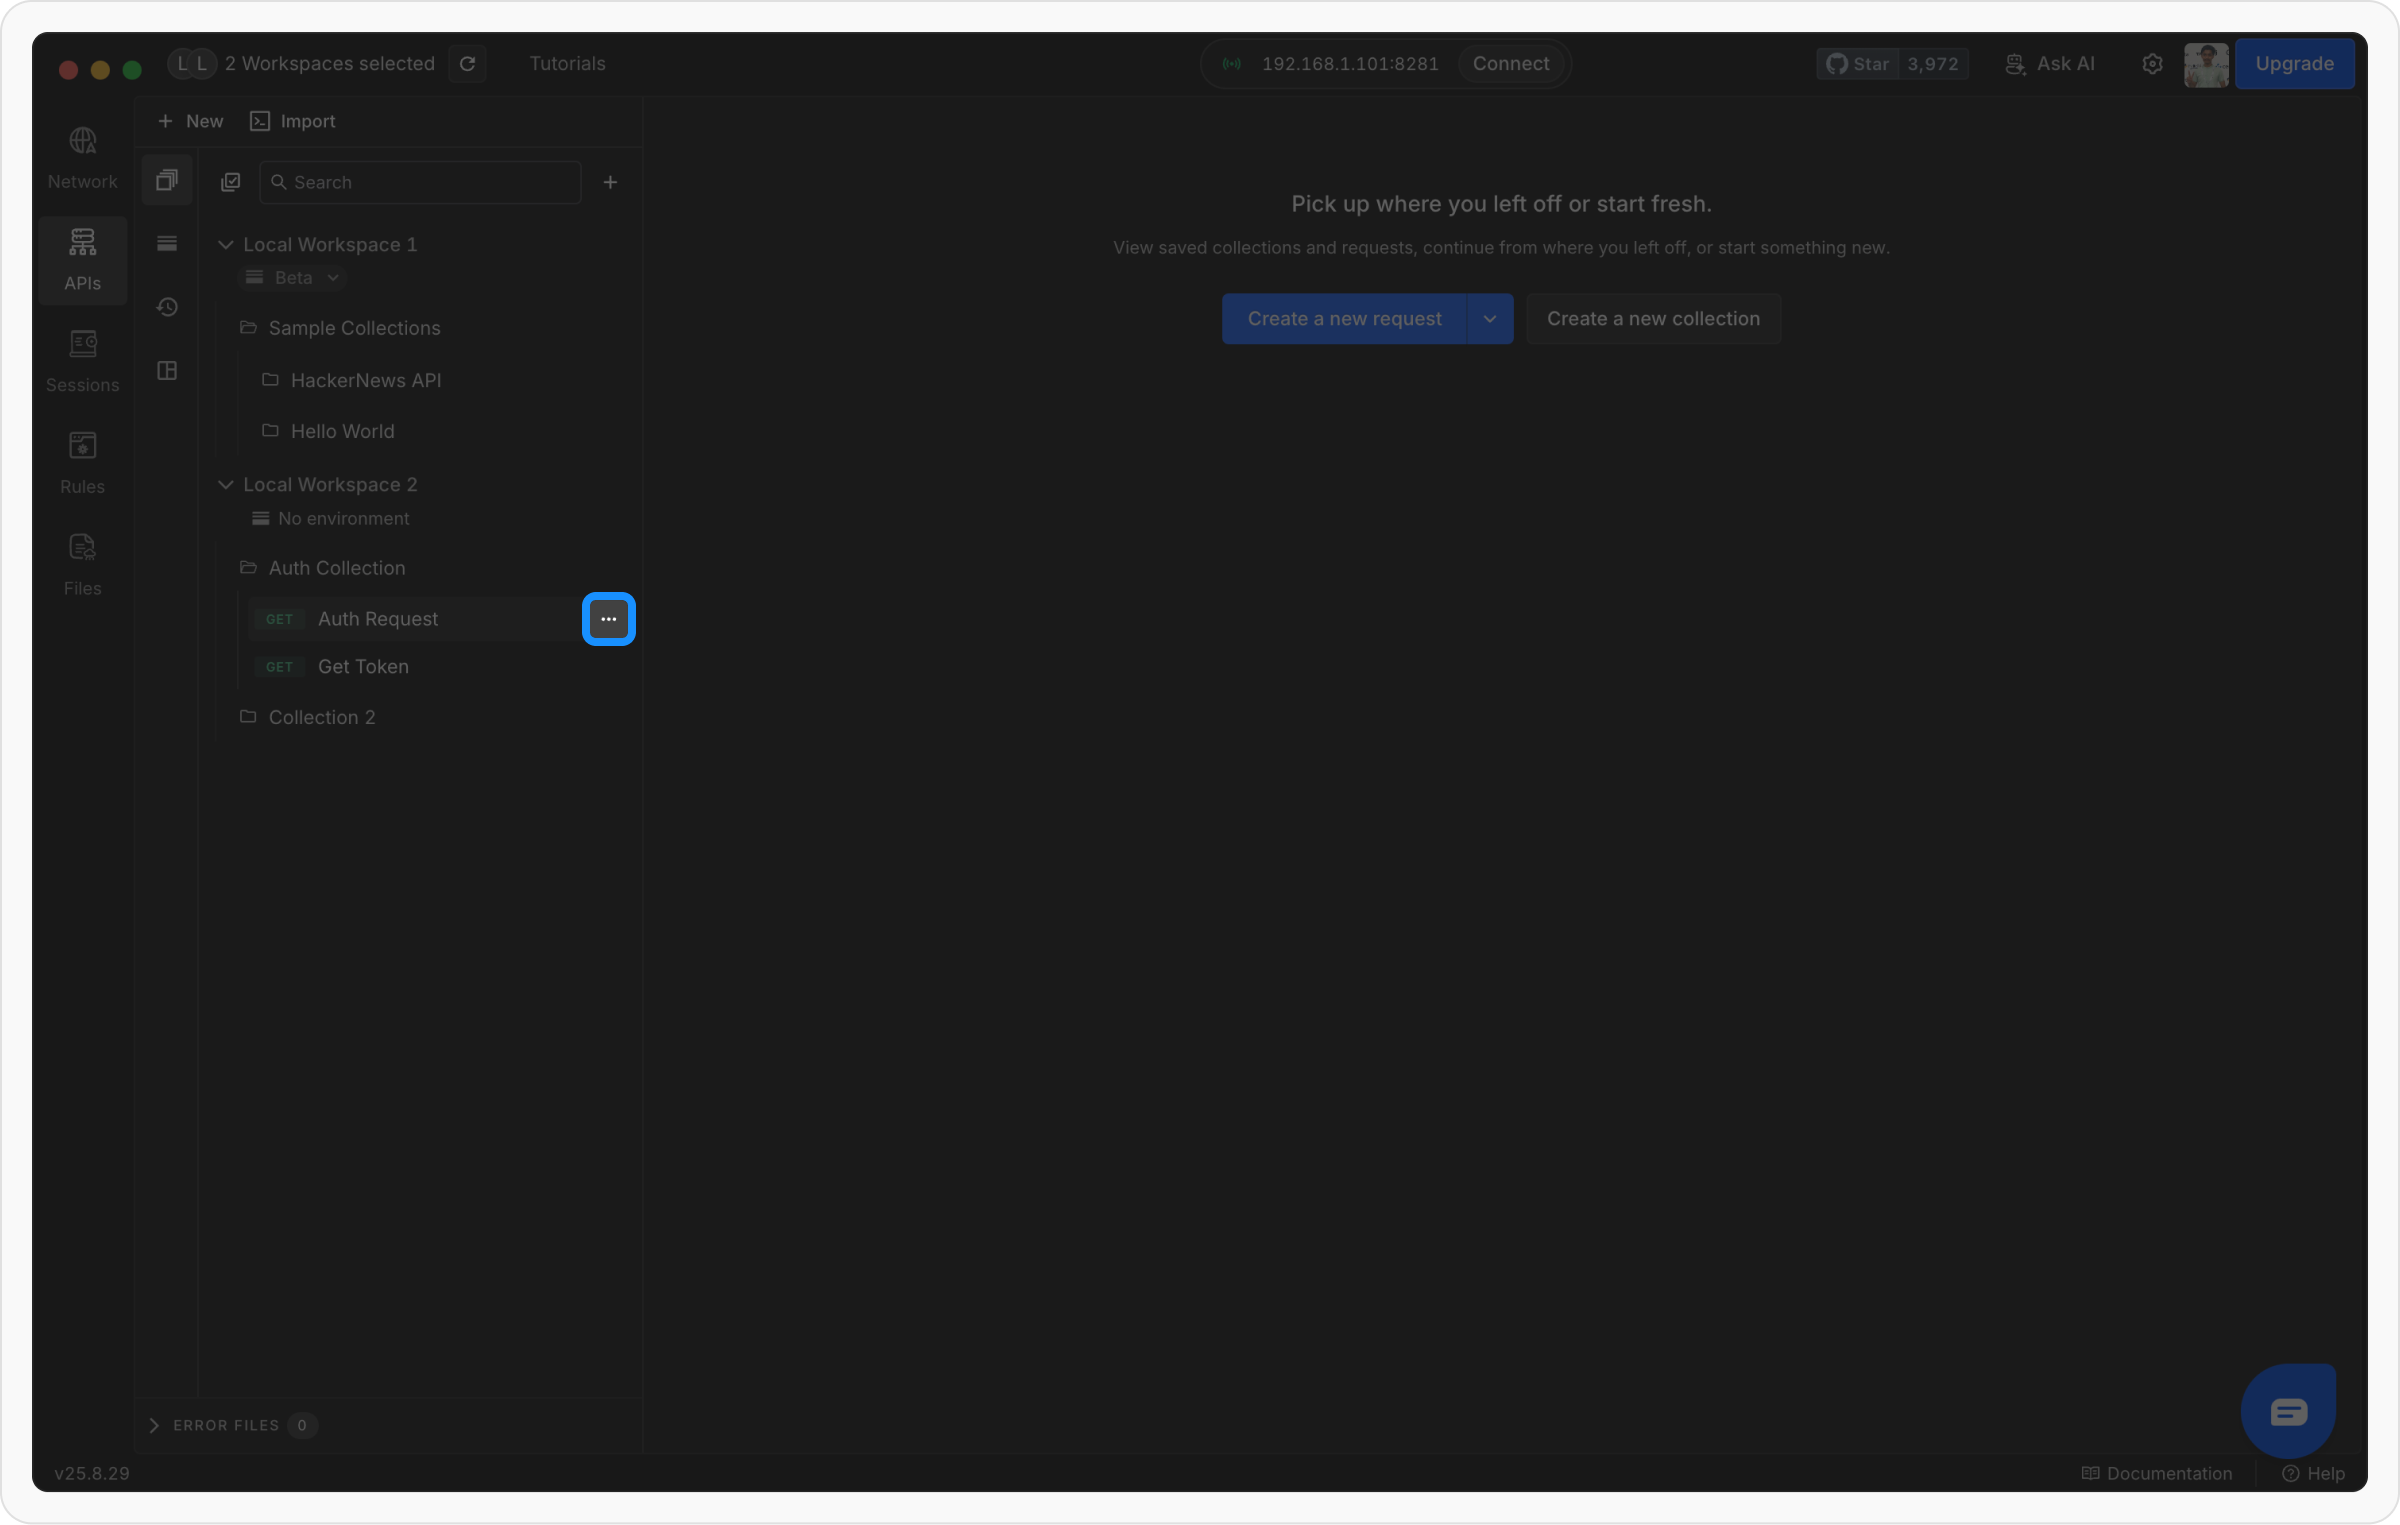 L L 2 Workspaces selected Tutorials 192.168.1.101:8281 Connect Star 3,972 Ask AI Upgrade
New Import
Network
APIs
Sessions
Rules
Files
Search
Local Workspace 1
Beta
Sample Collections
HackerNews API
Hello World
Local Workspace 2
No environment
Auth Collection
GET Auth Request
GET Get Token
Collection 2
Pick up where you left off or start fresh.
View saved collections and requests, continue from where you left off, or start something new.
Create a new request Create a new collection
ERROR FILES 0
v25.8.29 Documentation Help